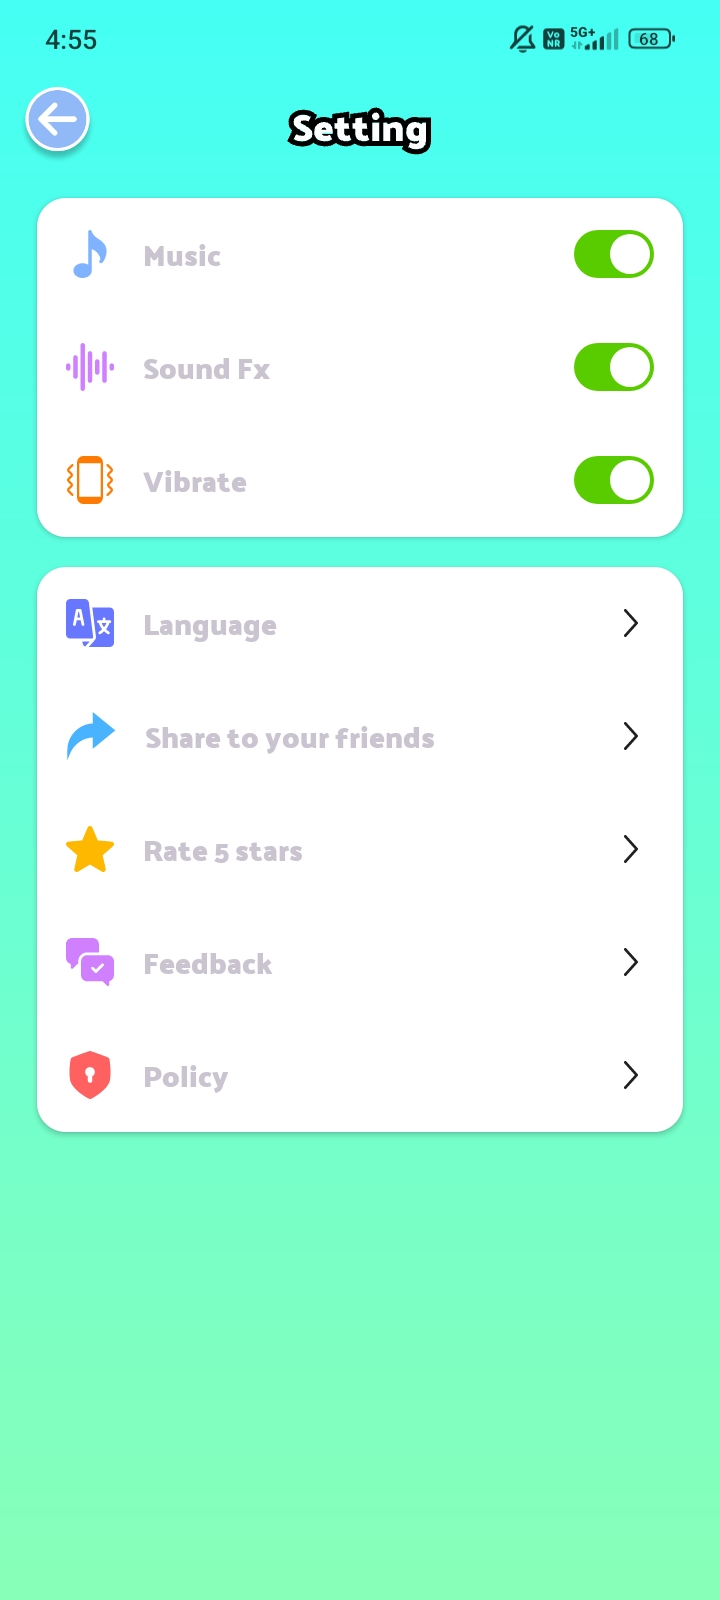 4:55
Vo
NR
5G+
68
Setting
Music
Sound Fx
Vibrate
A
文
Language
Share to your friends
Rate 5 stars
Feedback
Policy